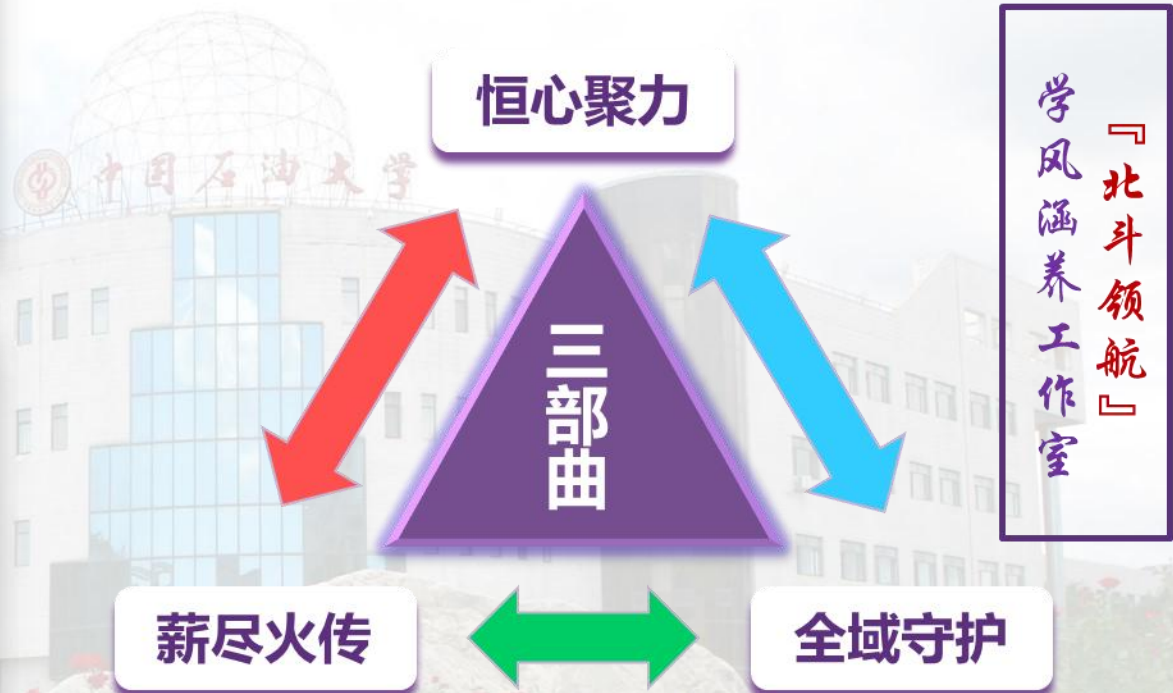 恒心聚力
中国石油大学
三部曲
薪尽火传
全域守护
『北斗领航』
学风涵养工作室